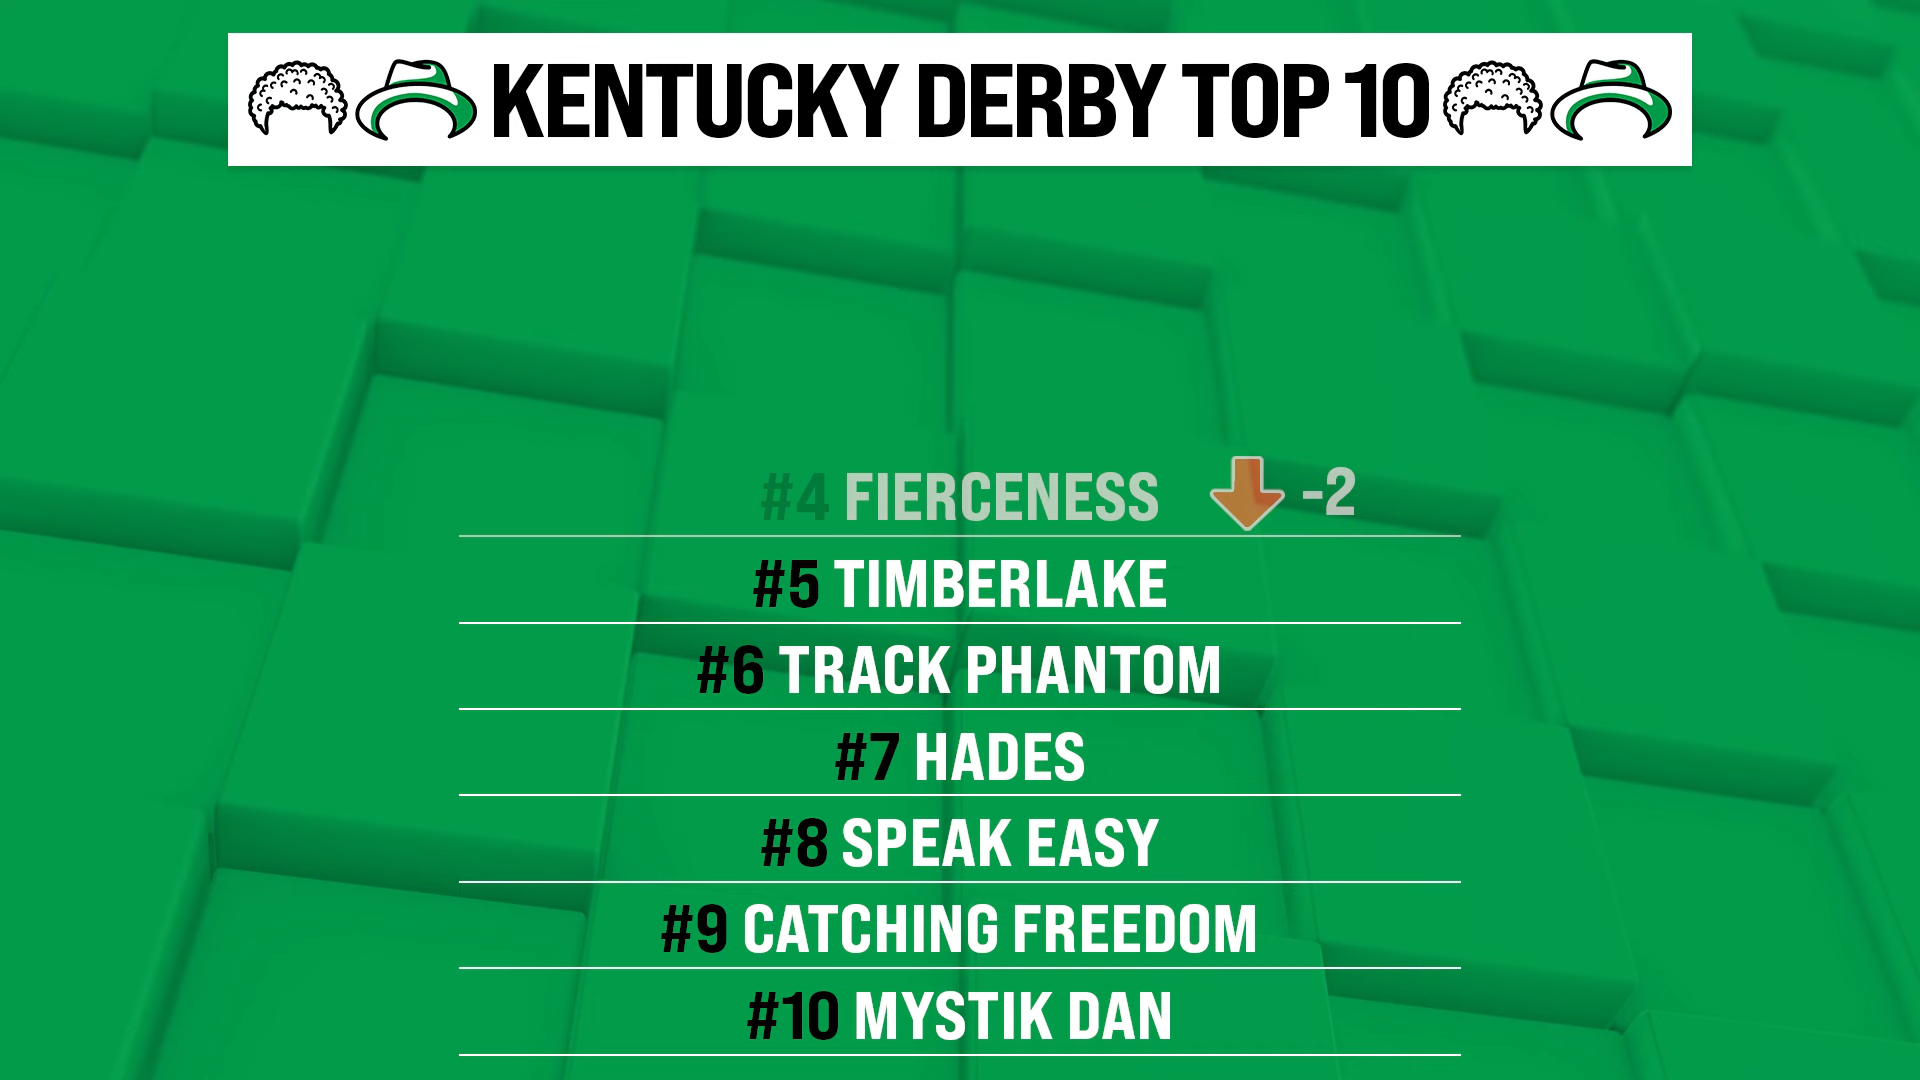 KENTUCKY DERBY TOP 10
#4 FIERCENESS -2
#5 TIMBERLAKE
#6 TRACK PHANTOM
#7 HADES
#8 SPEAK EASY
#9 CATCHING FREEDOM
#10 MYSTIK DAN